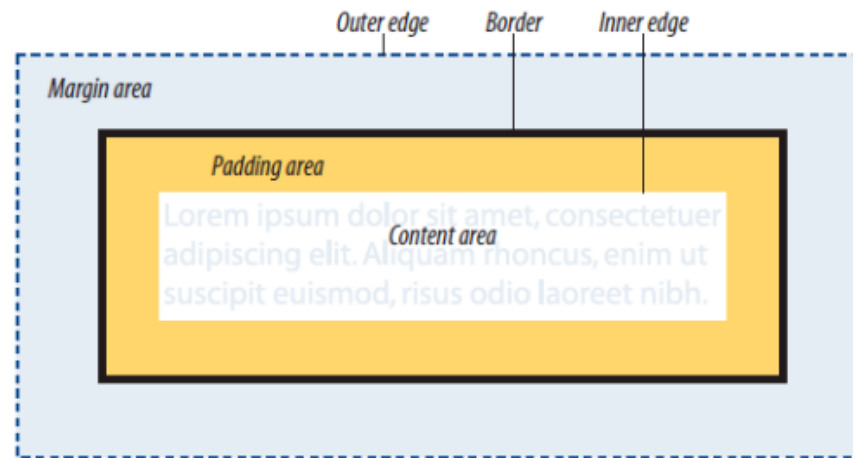 Outer edge Border Inner edge
Margin area
Padding area
Lorem ipsum dolor sit amet, consectetuer
Content area
adipiscing elit. Aliquam rhoncus, enim ut
suscipit euismod, risus odio laoreet nibh.